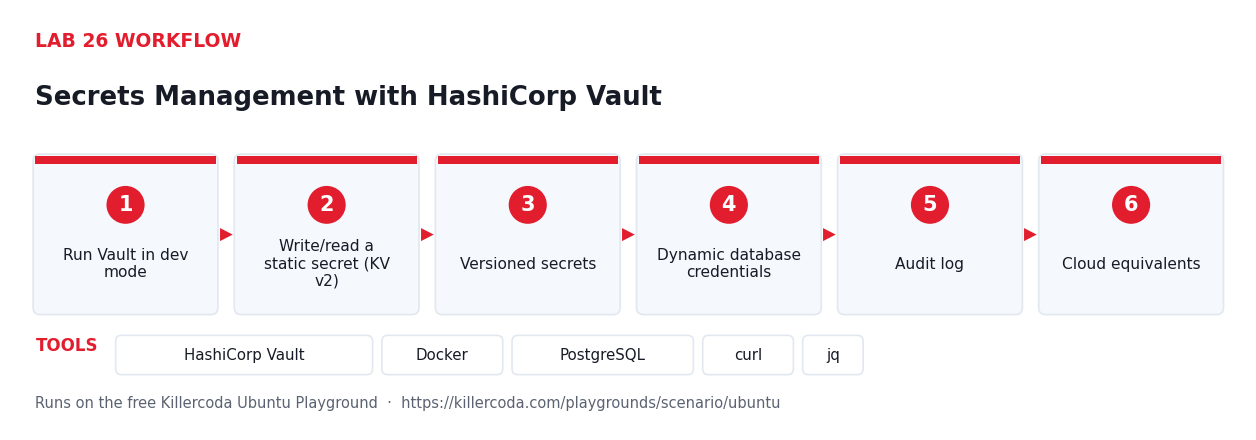 LAB 26 WORKFLOW
Secrets Management with HashiCorp Vault
1
Run Vault in dev
mode
2
Write/read a
static secret (KV
v2)
3
Versioned secrets
4
Dynamic database
credentials
5
Audit log
6
Cloud equivalents
TOOLS
HashiCorp Vault
Docker
PostgreSQL
curl
jq
Runs on the free Killercoda Ubuntu Playground · https://killercoda.com/playgrounds/scenario/ubuntu